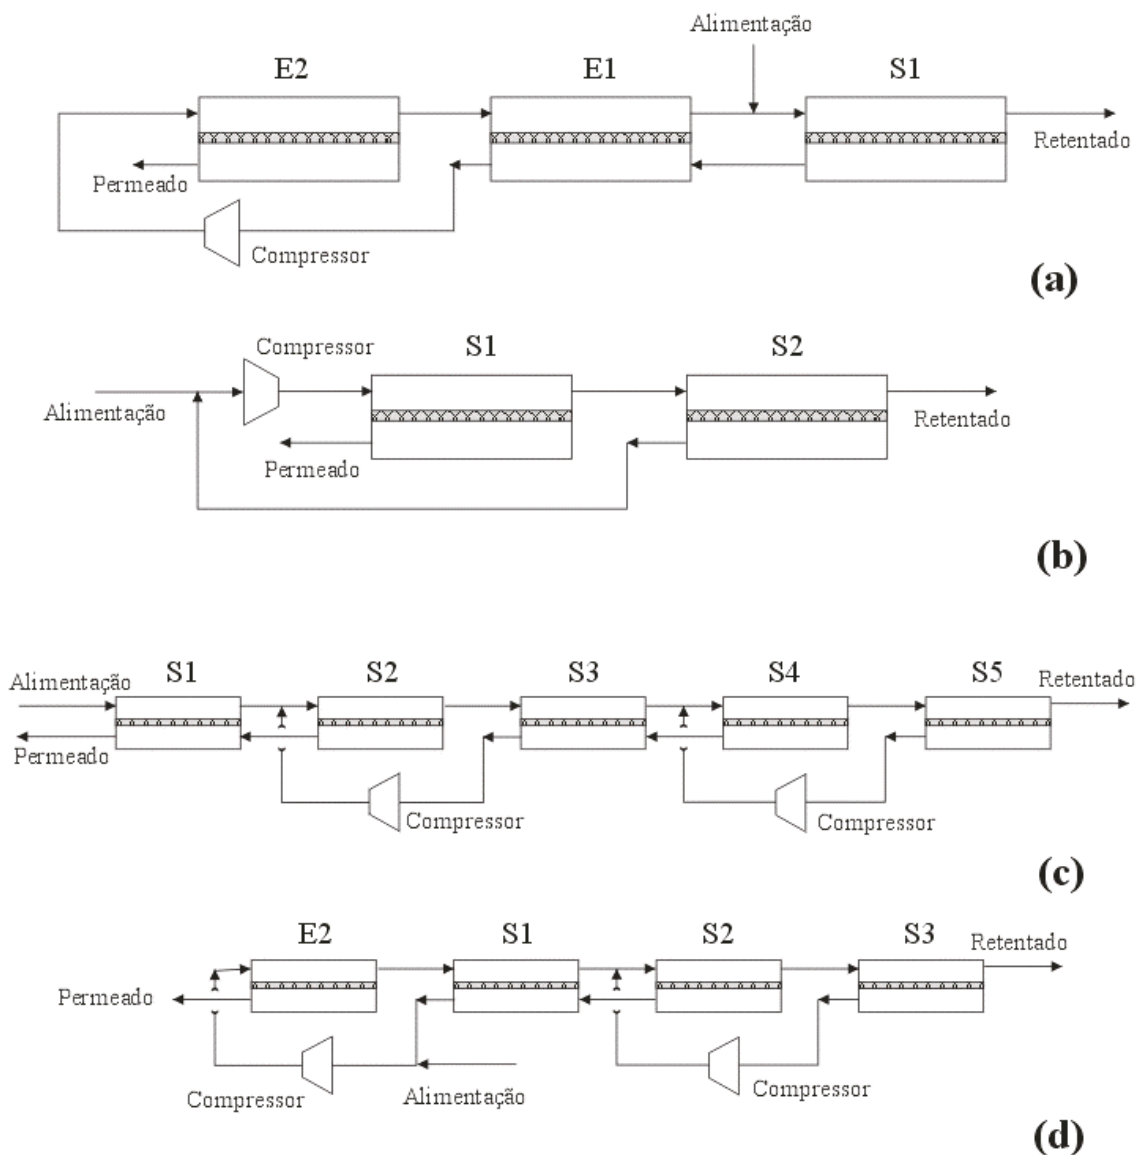 Alimentação
E2 E1 S1
Retentado
Permeado
Compressor
(a)
Compressor S1 S2
Alimentação
Retentado
Permeado
(b)
Alimentação S1 S2 S3 S4 S5 Retentado
Permeado
Compressor Compressor
(c)
E2 S1 S2 S3 Retentado
Permeado
Compressor Alimentação Compressor
(d)